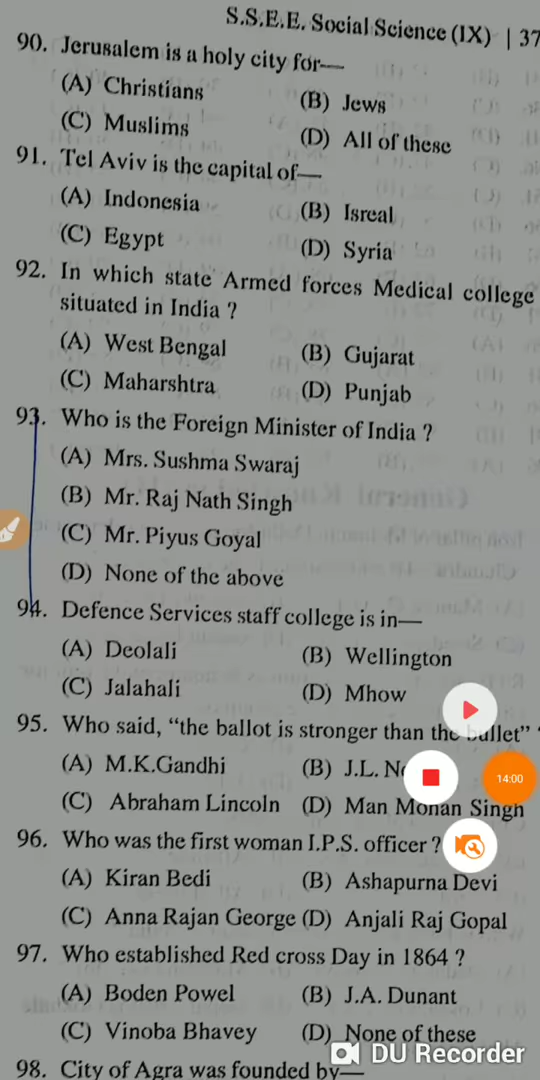 S.S.E.E. Social Science (IX) | 37
90. Jerusalem is a holy city for—
(A) Christians (B) Jews
(C) Muslims (D) All of these
91. Tel Aviv is the capital of—
(A) Indonesia (B) Isreal
(C) Egypt (D) Syria
92. In which state Armed forces Medical college
situated in India ?
(A) West Bengal (B) Gujarat
(C) Maharshtra (D) Punjab
93. Who is the Foreign Minister of India ?
(A) Mrs. Sushma Swaraj
(B) Mr. Raj Nath Singh
(C) Mr. Piyus Goyal
(D) None of the above
94. Defence Services staff college is in—
(A) Deolali (B) Wellington
(C) Jalahali (D) Mhow
95. Who said, “the ballot is stronger than the bullet”
(A) M.K.Gandhi (B) J.L.
14:00
(C) Abraham Lincoln (D) Man Mohan Singh
96. Who was the first woman I.P.S. officer ?
(A) Kiran Bedi (B) Ashapurna Devi
(C) Anna Rajan George (D) Anjali Raj Gopal
97. Who established Red cross Day in 1864 ?
(A) Boden Powel (B) J.A. Dunant
(C) Vinoba Bhavey (D) None of these
DU Recorder
98. City of Agra was founded by—